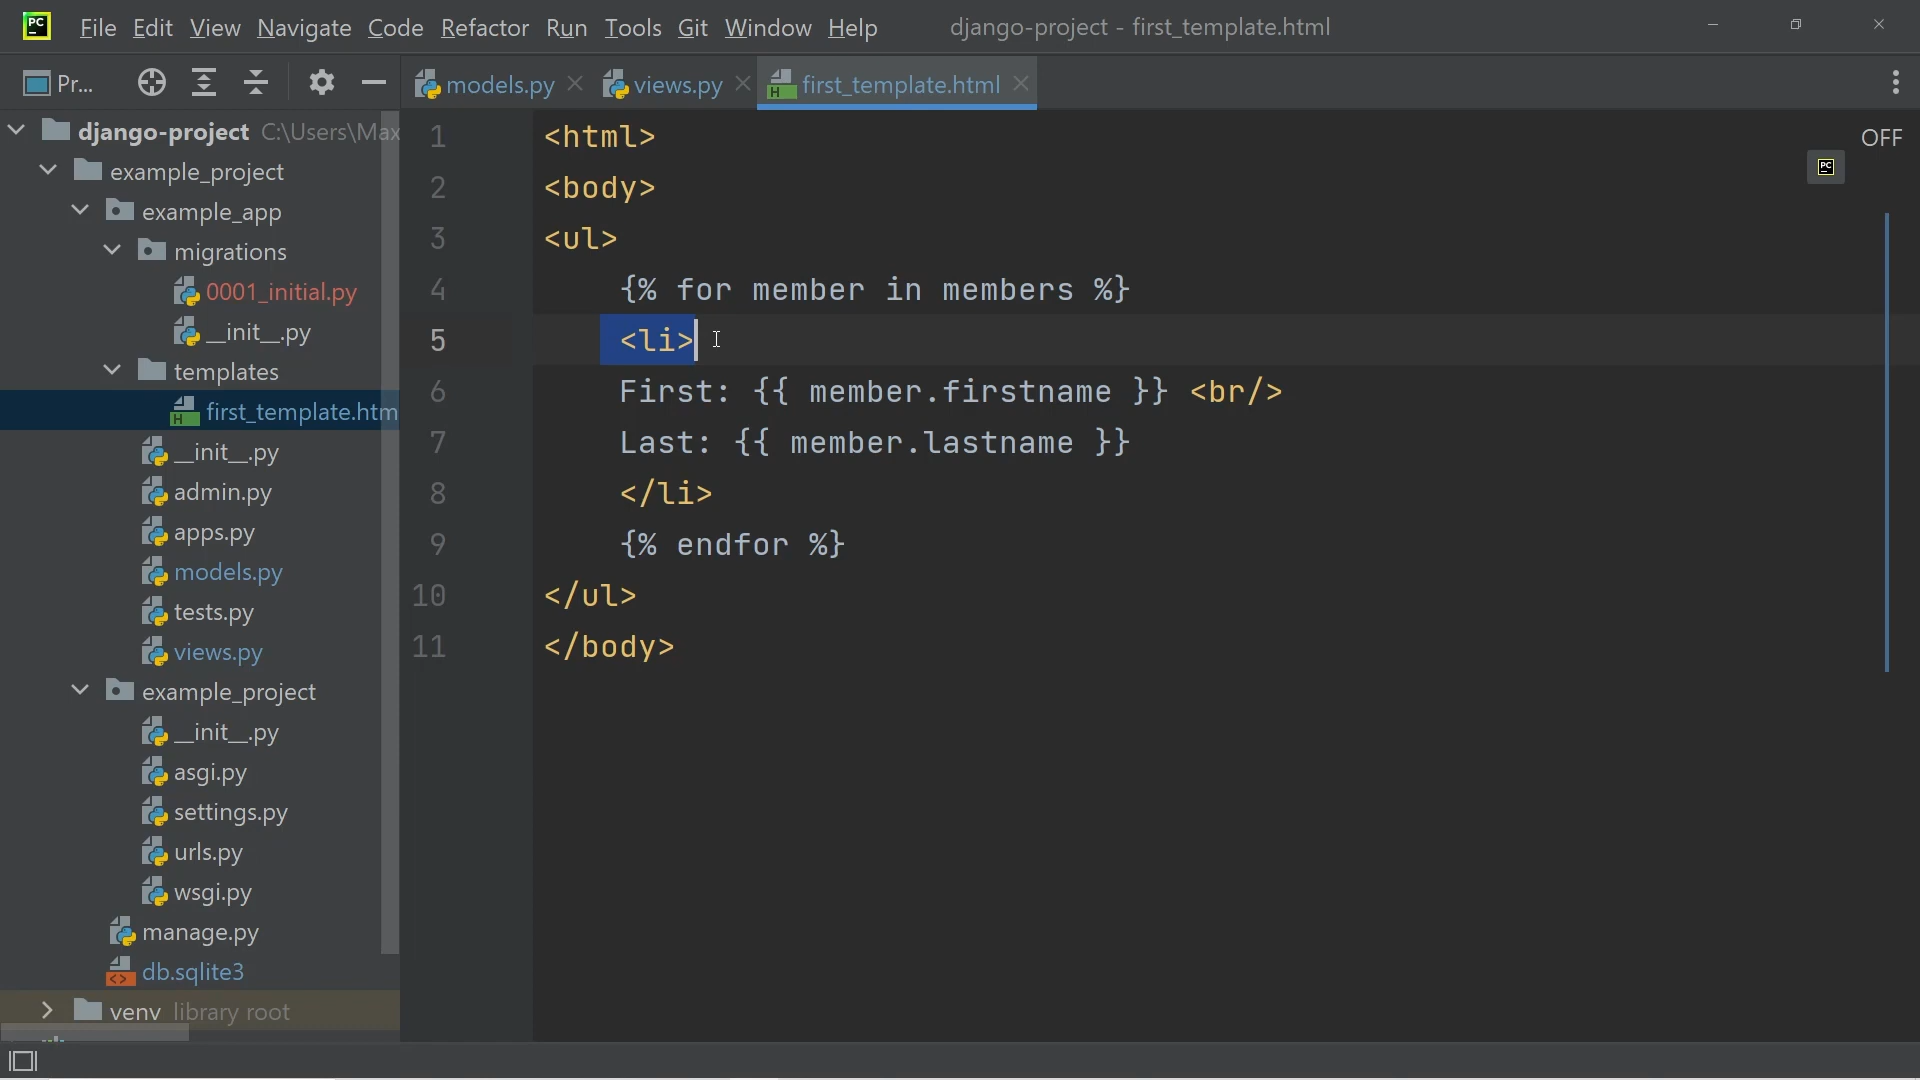 PC File Edit View Navigate Code Refactor Run Tools Git Window Help django-project - first_template.html
Pr... models.py views.py first_template.html
django-project C:\Users\Max
example_project
example_app
migrations
0001_initial.py
__init__.py
templates
first_template.htm
__init__.py
admin.py
apps.py
models.py
tests.py
views.py
example_project
__init__.py
asgi.py
settings.py
urls.py
wsgi.py
manage.py
db.sqlite3
venv library root
1 <html>
2 <body>
3 <ul>
4 {% for member in members %}
5 <li>
6 First: {{ member.firstname }} <br/>
7 Last: {{ member.lastname }}
8 </li>
9 {% endfor %}
10 </ul>
11 </body>
OFF
PC